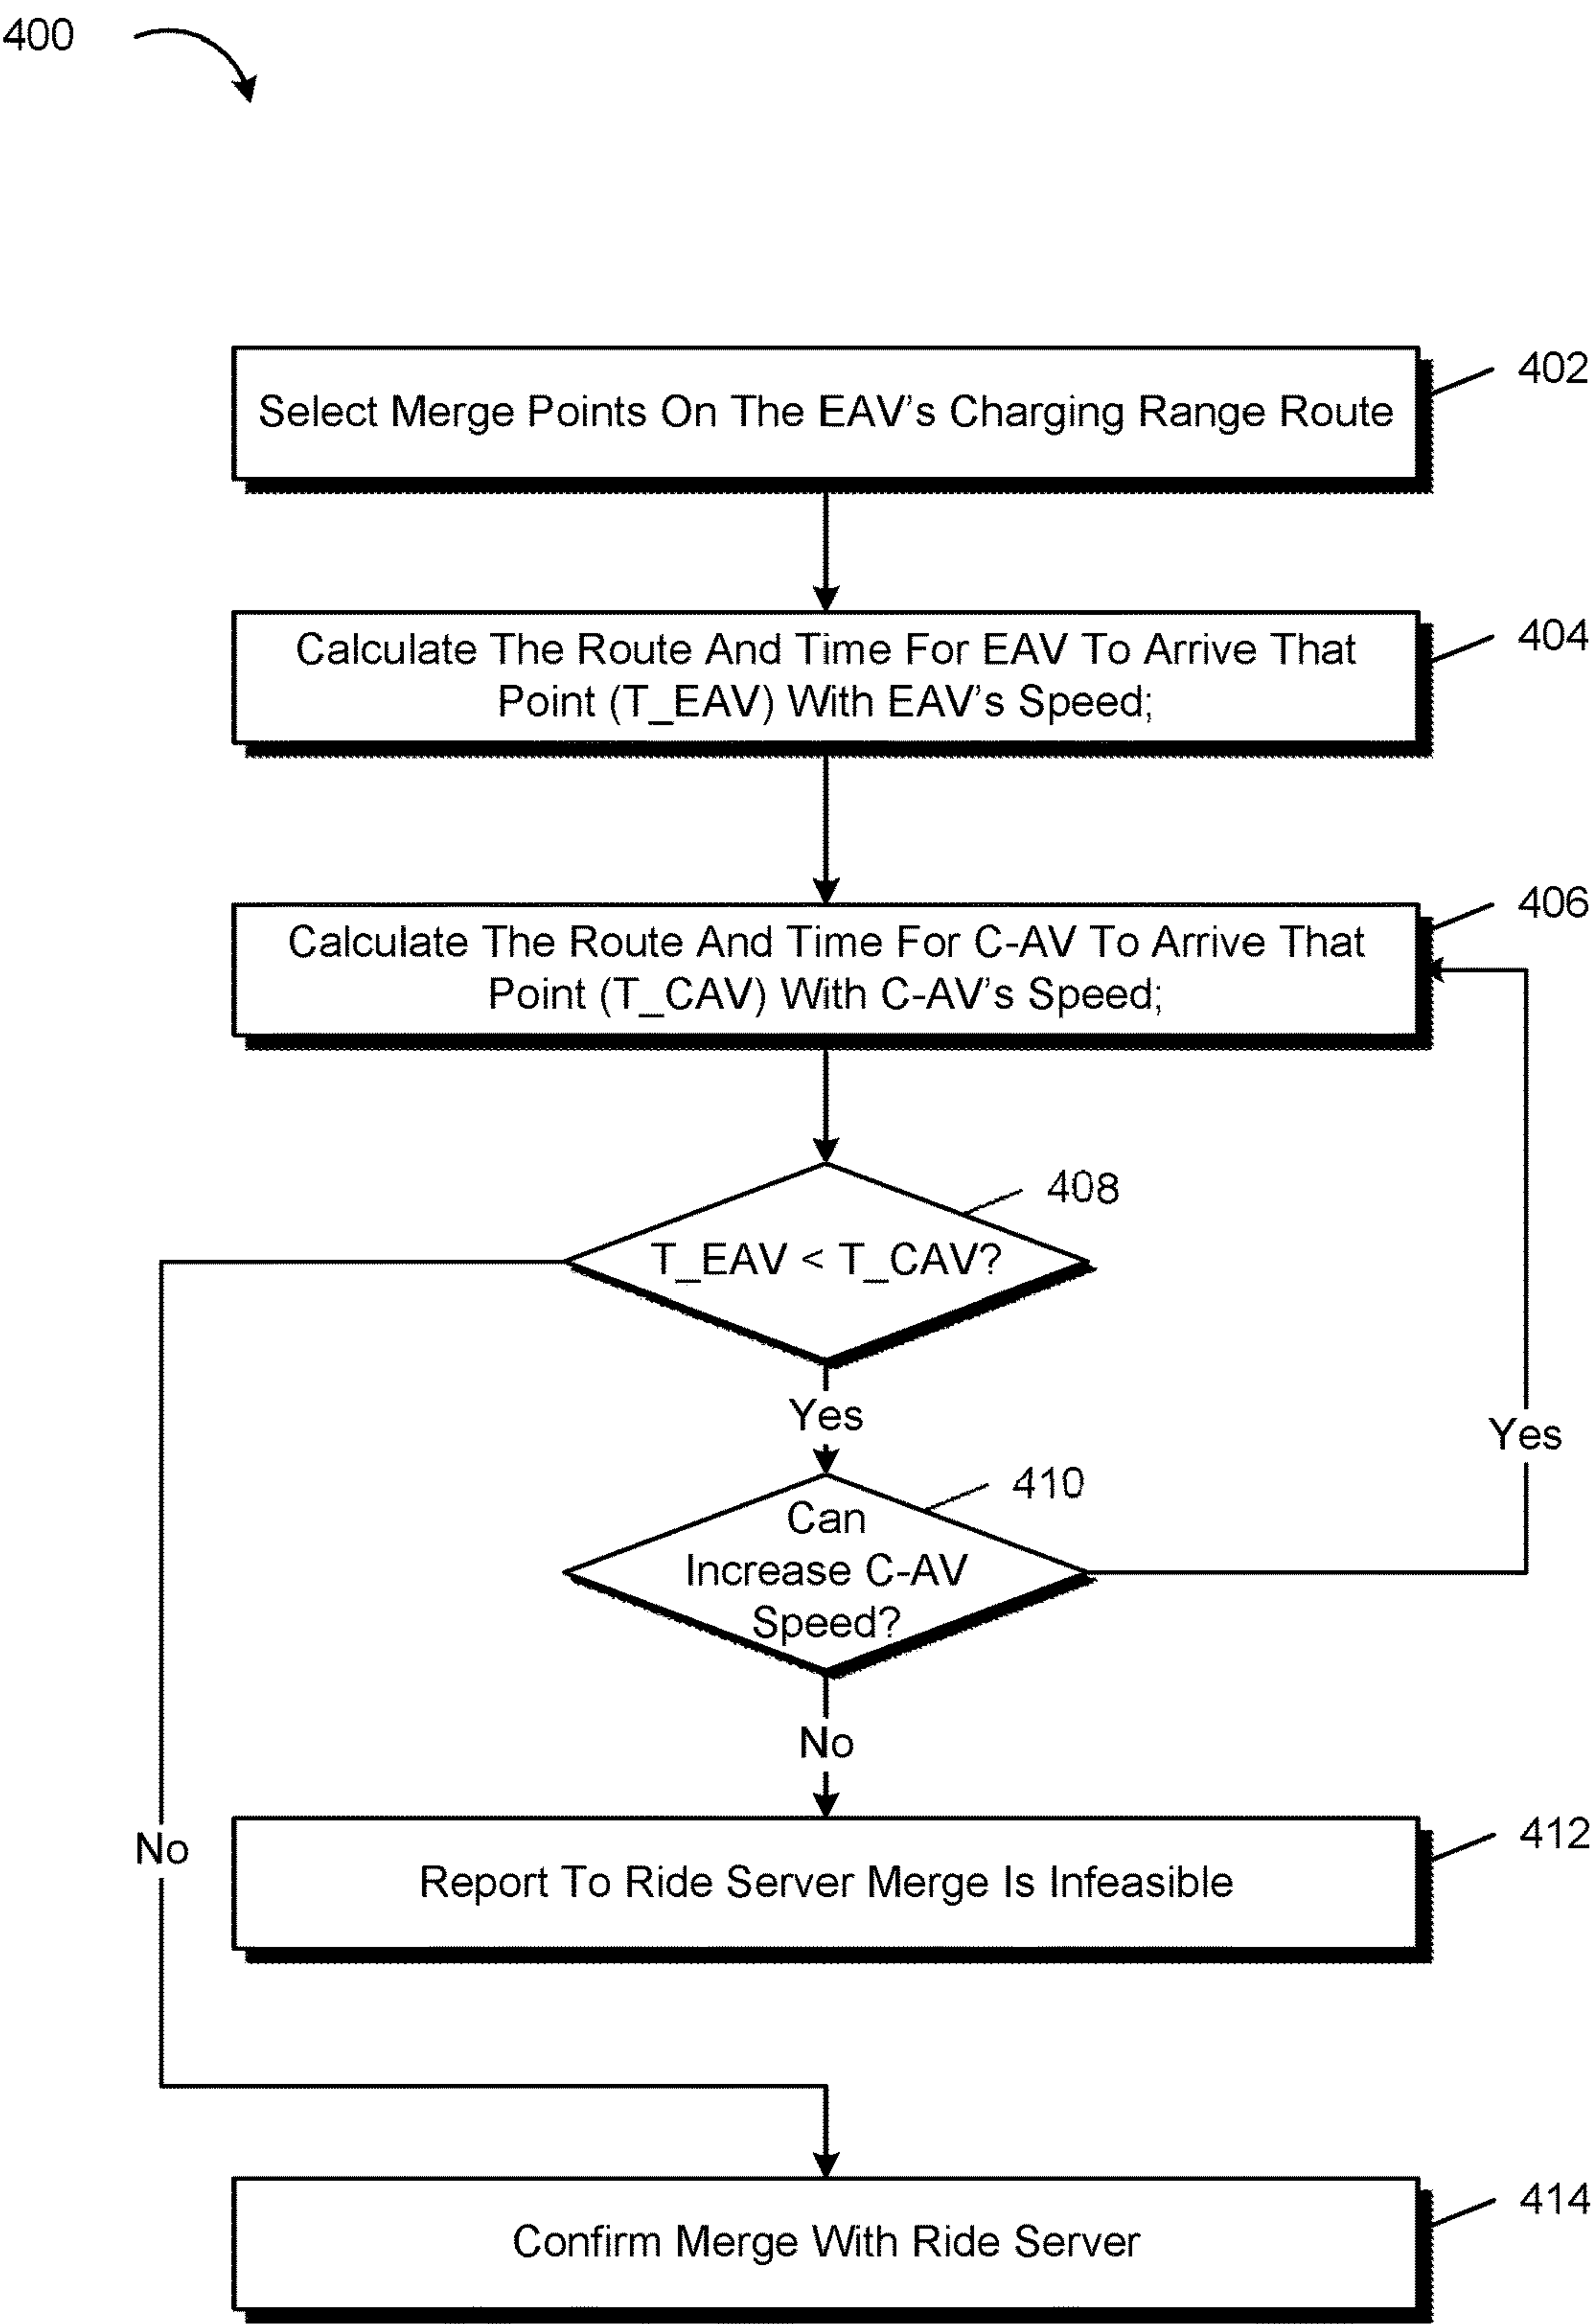 400
Select Merge Points On The EAV's Charging Range Route
402
Calculate The Route And Time For EAV To Arrive That
Point (T_EAV) With EAV's Speed;
404
Calculate The Route And Time For C-AV To Arrive That
Point (T_CAV) With C-AV's Speed;
406
T_EAV < T_CAV?
408
Yes
Yes
Can
Increase C-AV
Speed?
410
No
No
Report To Ride Server Merge Is Infeasible
412
Confirm Merge With Ride Server
414